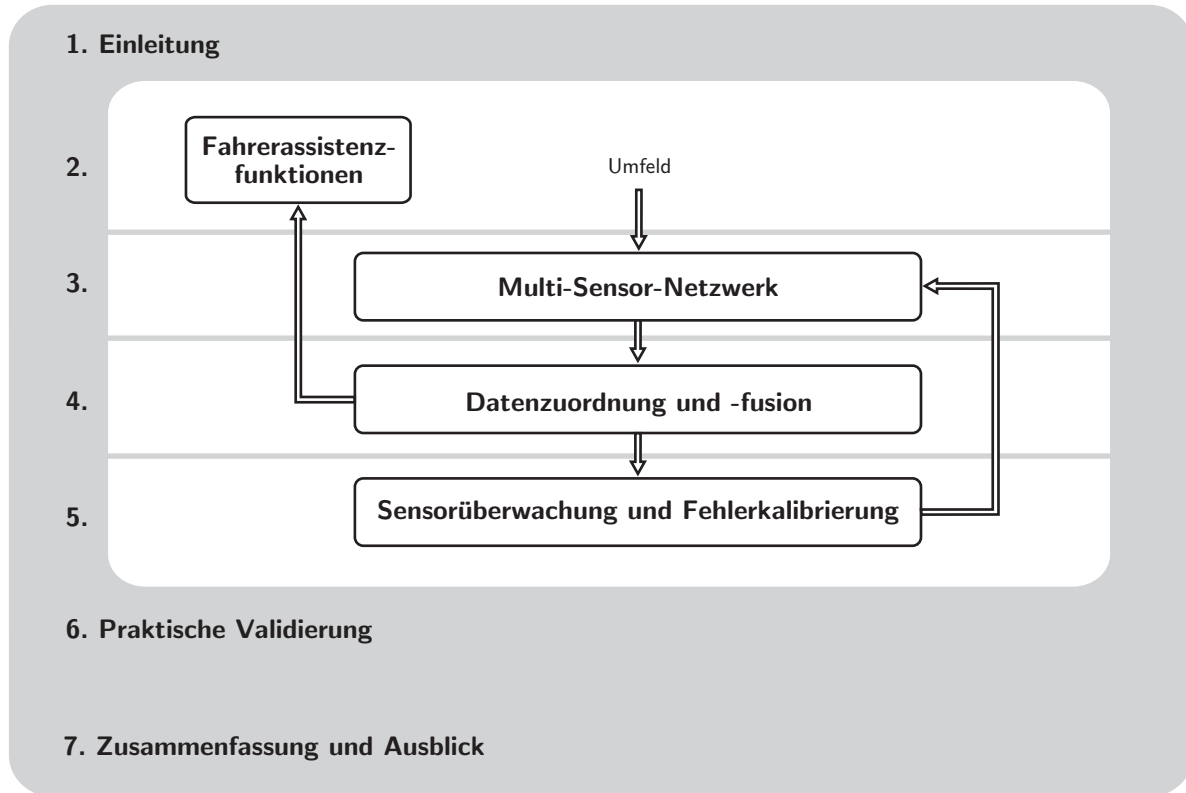 1. Einleitung
2.
Fahrerassistenz-
funktionen
Umfeld
3.
Multi-Sensor-Netzwerk
4.
Datenzuordnung und -fusion
5.
Sensorüberwachung und Fehlerkalibrierung
6. Praktische Validierung
7. Zusammenfassung und Ausblick